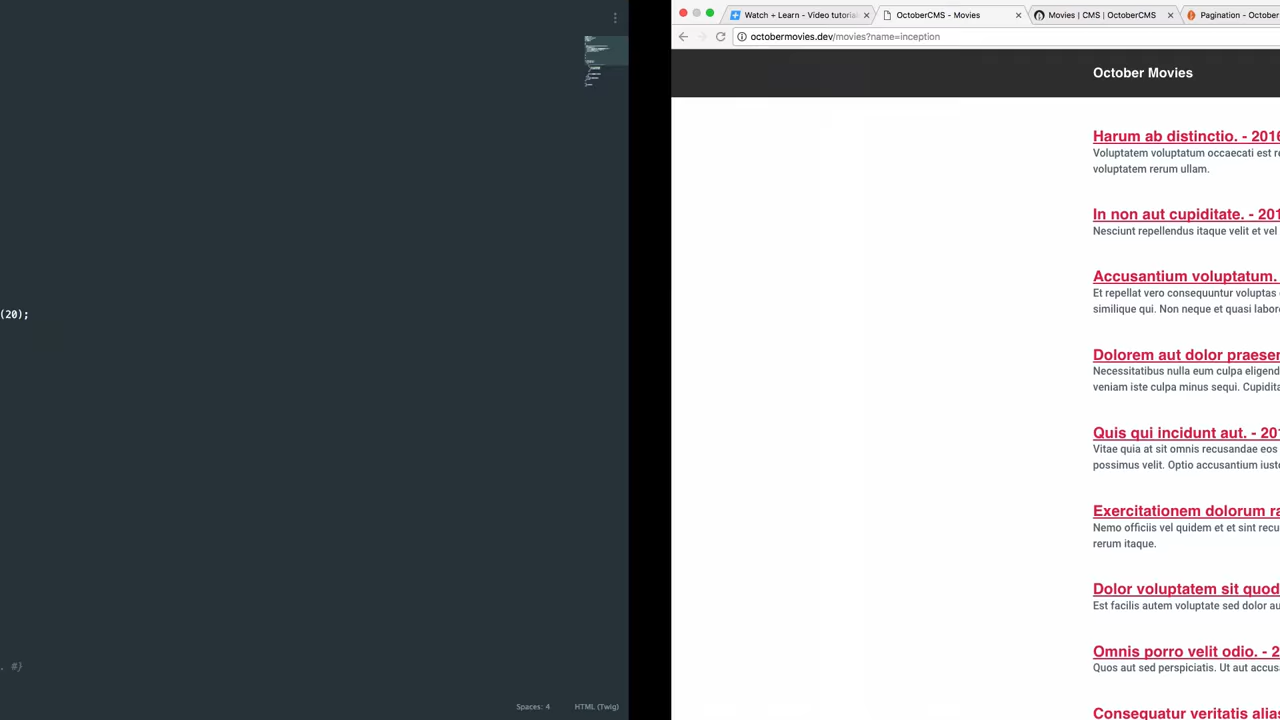 (20);
. #}
Spaces: 4 HTML (Twig)
Watch + Learn - Video tutorial
OctoberCMS - Movies
Movies | CMS | OctoberCMS
Pagination - October
octobermovies.dev/movies?name=inception
October Movies
Harum ab distinctio. - 2016
Voluptatem voluptatum occaecati est re
voluptatem rerum ullam.
In non aut cupiditate. - 201
Nesciunt repellendus itaque velit et vel
Accusantium voluptatum.
Et repellat vero consequuntur voluptas
similique qui. Non neque et quasi labore
Dolorem aut dolor praesen
Necessitatibus nulla eum culpa eligend
veniam iste culpa minus sequi. Cupidita
Quis qui incidunt aut. - 201
Vitae quia at sit omnis recusandae eos
possimus velit. Optio accusantium iuste
Exercitationem dolorum ra
Nemo officiis vel quidem et et sint recu
rerum itaque.
Dolor voluptatem sit quod
Est facilis autem voluptate sed dolor au
Omnis porro velit odio. - 2
Quos aut sed perspiciatis. Ut aut accusa
Consequatur veritatis alias